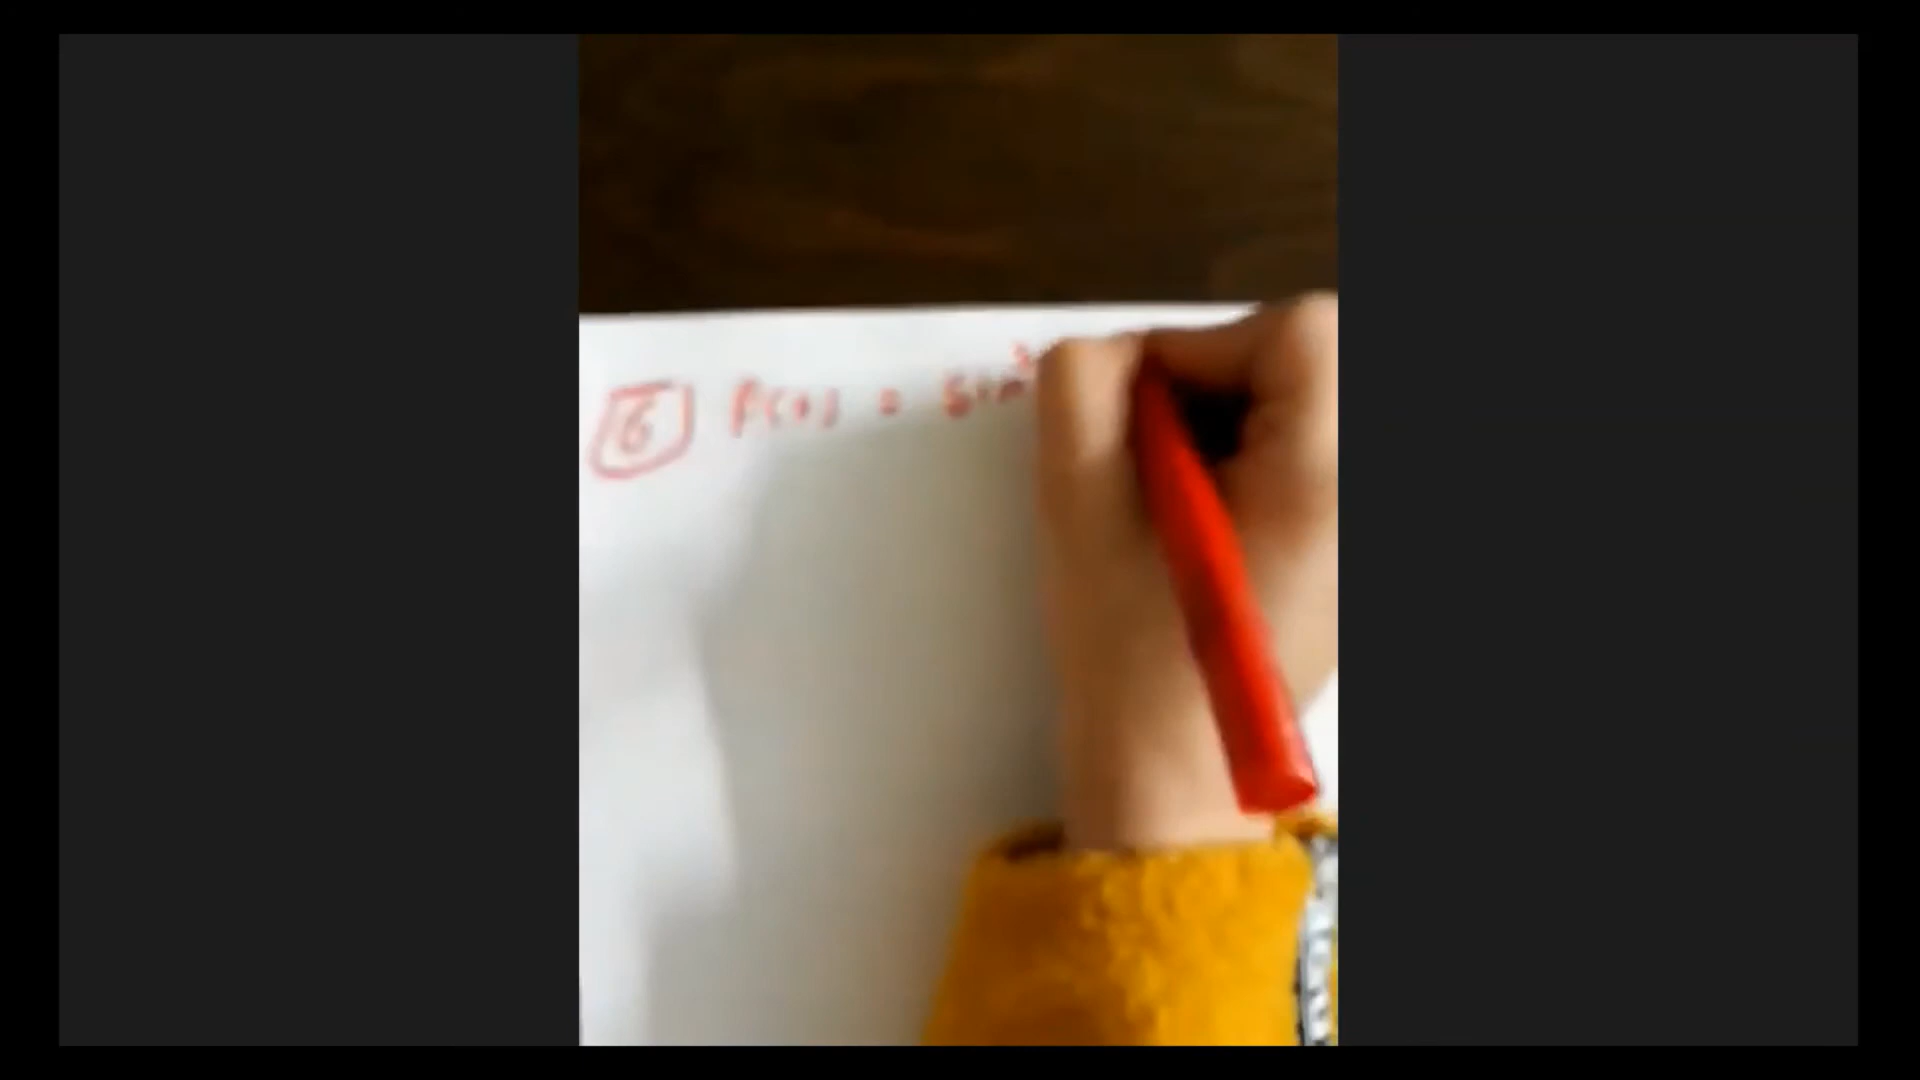 6 f(x) = sin